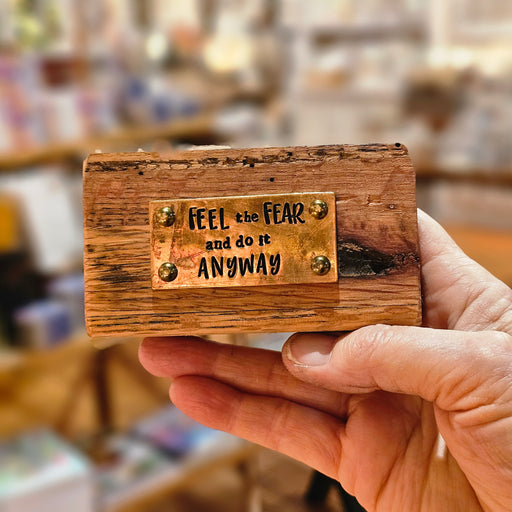 FEEL the FEAR
and do it
ANYWAY